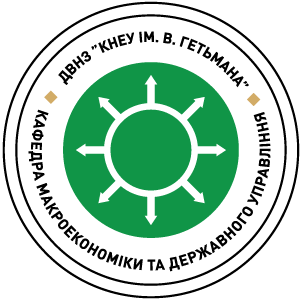 ДВНЗ "КНЕУ ІМ. В. ГЕТЬМАНА"
КАФЕДРА МАКРОЕКОНОМІКИ ТА ДЕРЖАВНОГО УПРАВЛІННЯ